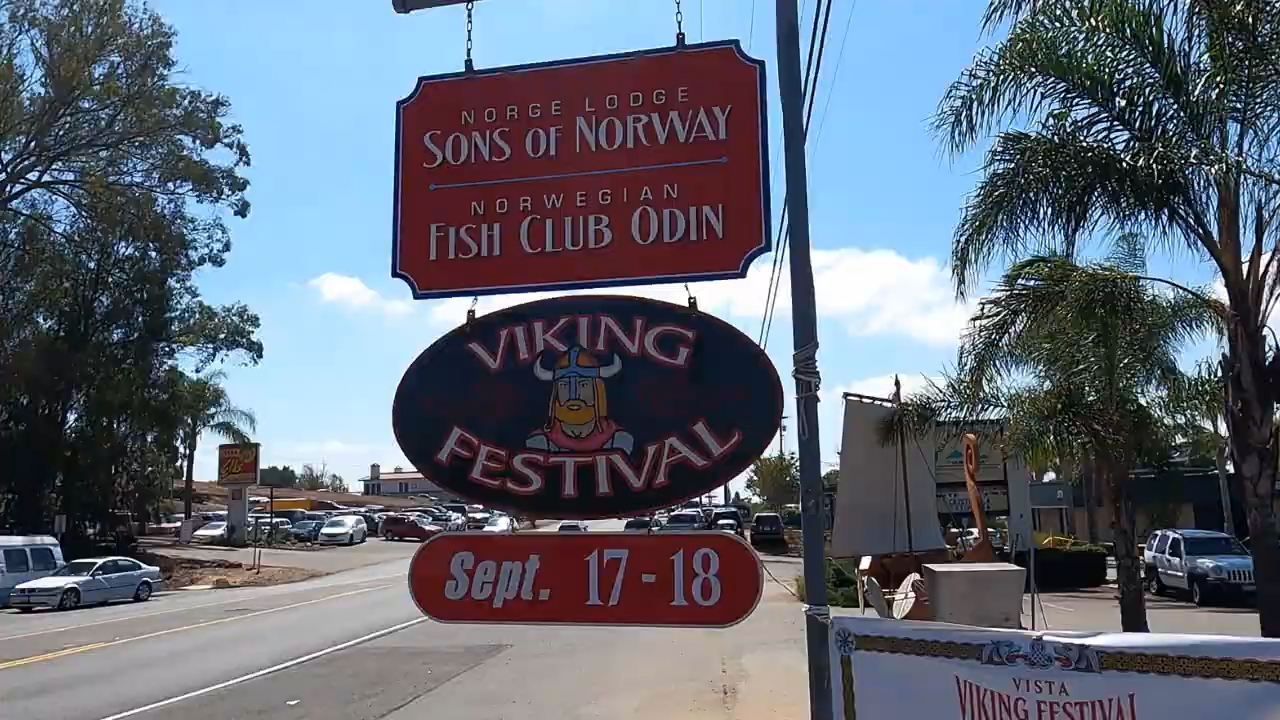 NORGE LODGE
SONS OF NORWAY
NORWEGIAN
FISH CLUB ODIN
VIKING
FESTIVAL
Sept. 17-18
VISTA
VIKING FESTIVAL